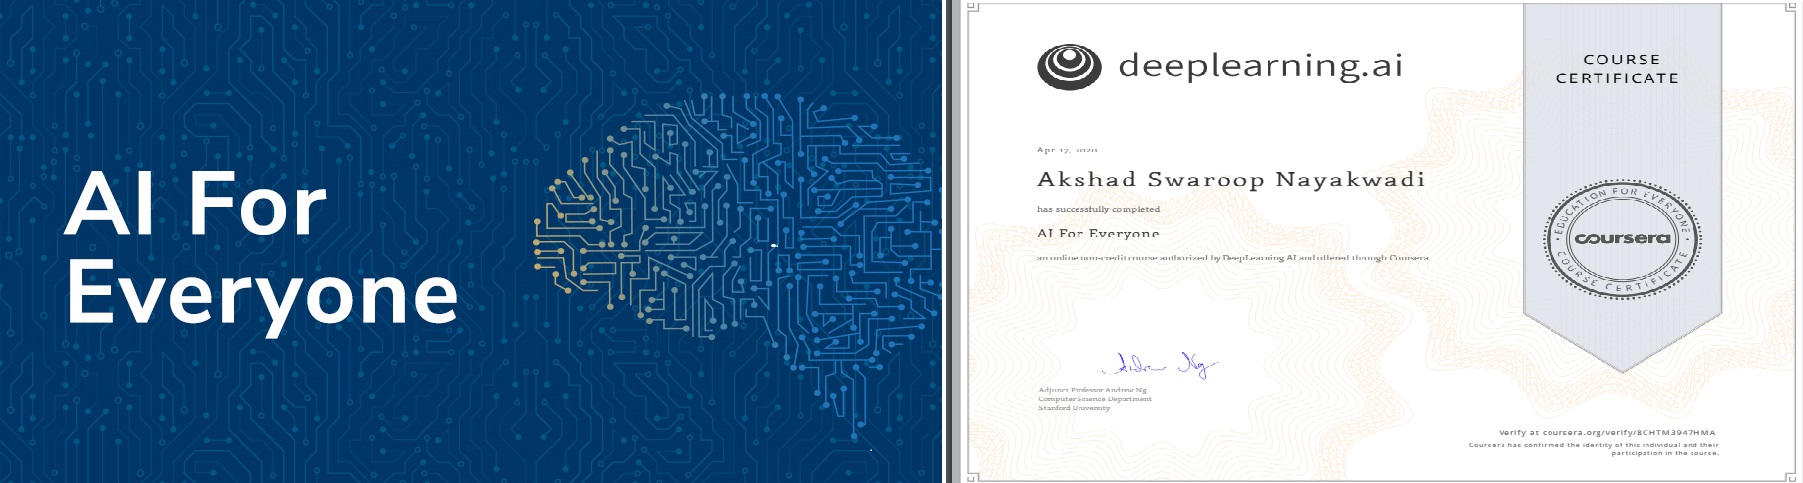 AI For
Everyone
deeplearning.ai
COURSE
CERTIFICATE
Apr 17, 2020
Akshad Swaroop Nayakwadi
has successfully completed
AI For Everyone
an online non-credit course authorized by DeepLearning.AI and offered through Coursera
EDUCATION FOR EVERYONE
coursera
COURSE CERTIFICATE
Andrew Ng
Adjunct Professor Andrew Ng
Computer Science Department
Stanford University
Verify at coursera.org/verify/8CHTM3947HMA
Coursera has confirmed the identity of this individual and their
participation in the course.